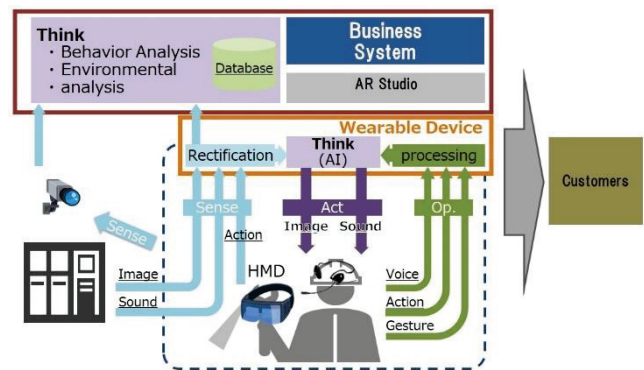 Think
・ Behavior Analysis
・ Environmental
・ analysis
Database
Business
System
AR Studio
Wearable Device
Rectification
Think
(AI)
processing
Customers
Sense
Act
Op.
Sense
Action
Image
Sound
HMD
Image
Sound
Voice
Action
Gesture